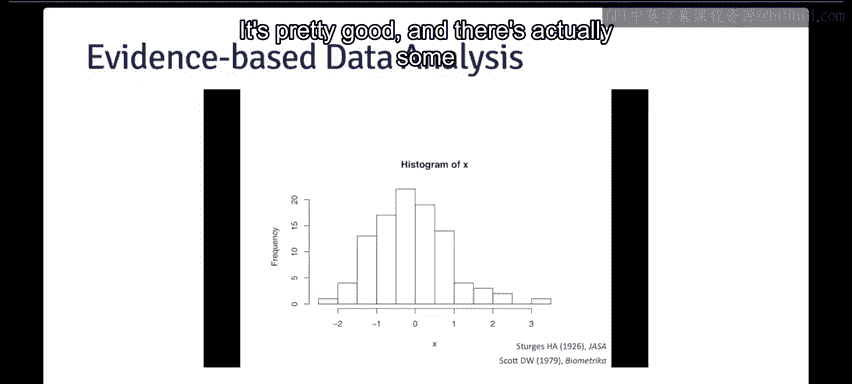 It's pretty good, and there's actually
some
Evidence-based Data Analysis
Histogram of x
Frequency
20
15
10
5
0
−2 −1 0 1 2 3
x
Sturges HA (1926), JASA
Scott DW (1979), Biometrika